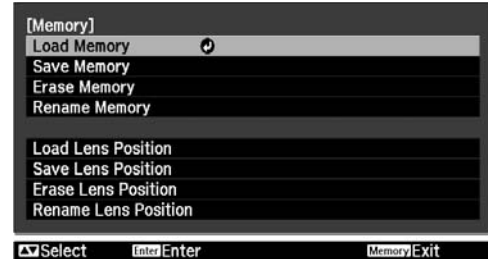 [Memory]
Load Memory
Save Memory
Erase Memory
Rename Memory
Load Lens Position
Save Lens Position
Erase Lens Position
Rename Lens Position
Select Enter Enter Memory Exit